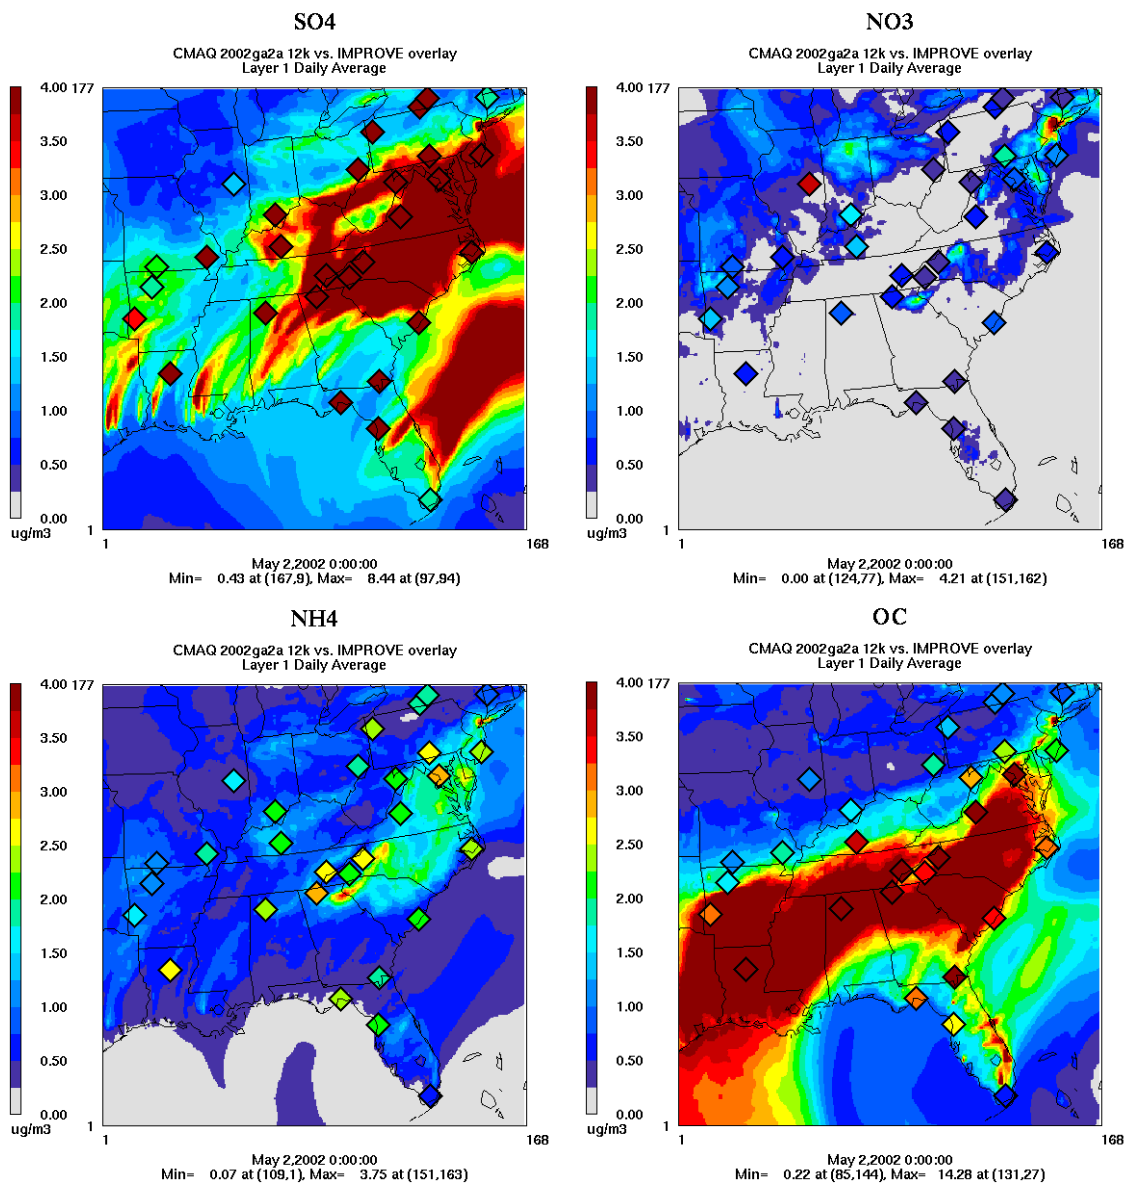 SO4
CMAQ 2002ga2a 12k vs. IMPROVE overlay
Layer 1 Daily Average
4.00 177
3.50
3.00
2.50
2.00
1.50
1.00
0.50
0.00
ug/m3
1
1
168
May 2,2002 0:00:00
Min= 0.43 at (167,9), Max= 8.44 at (97,94)
NO3
CMAQ 2002ga2a 12k vs. IMPROVE overlay
Layer 1 Daily Average
4.00 177
3.50
3.00
2.50
2.00
1.50
1.00
0.50
0.00
ug/m3
1
1
168
May 2,2002 0:00:00
Min= 0.00 at (124,77), Max= 4.21 at (151,162)
NH4
CMAQ 2002ga2a 12k vs. IMPROVE overlay
Layer 1 Daily Average
4.00 177
3.50
3.00
2.50
2.00
1.50
1.00
0.50
0.00
ug/m3
1
1
168
May 2,2002 0:00:00
Min= 0.07 at (109,1), Max= 3.75 at (151,163)
OC
CMAQ 2002ga2a 12k vs. IMPROVE overlay
Layer 1 Daily Average
4.00 177
3.50
3.00
2.50
2.00
1.50
1.00
0.50
0.00
ug/m3
1
1
168
May 2,2002 0:00:00
Min= 0.22 at (85,144), Max= 14.28 at (131,27)